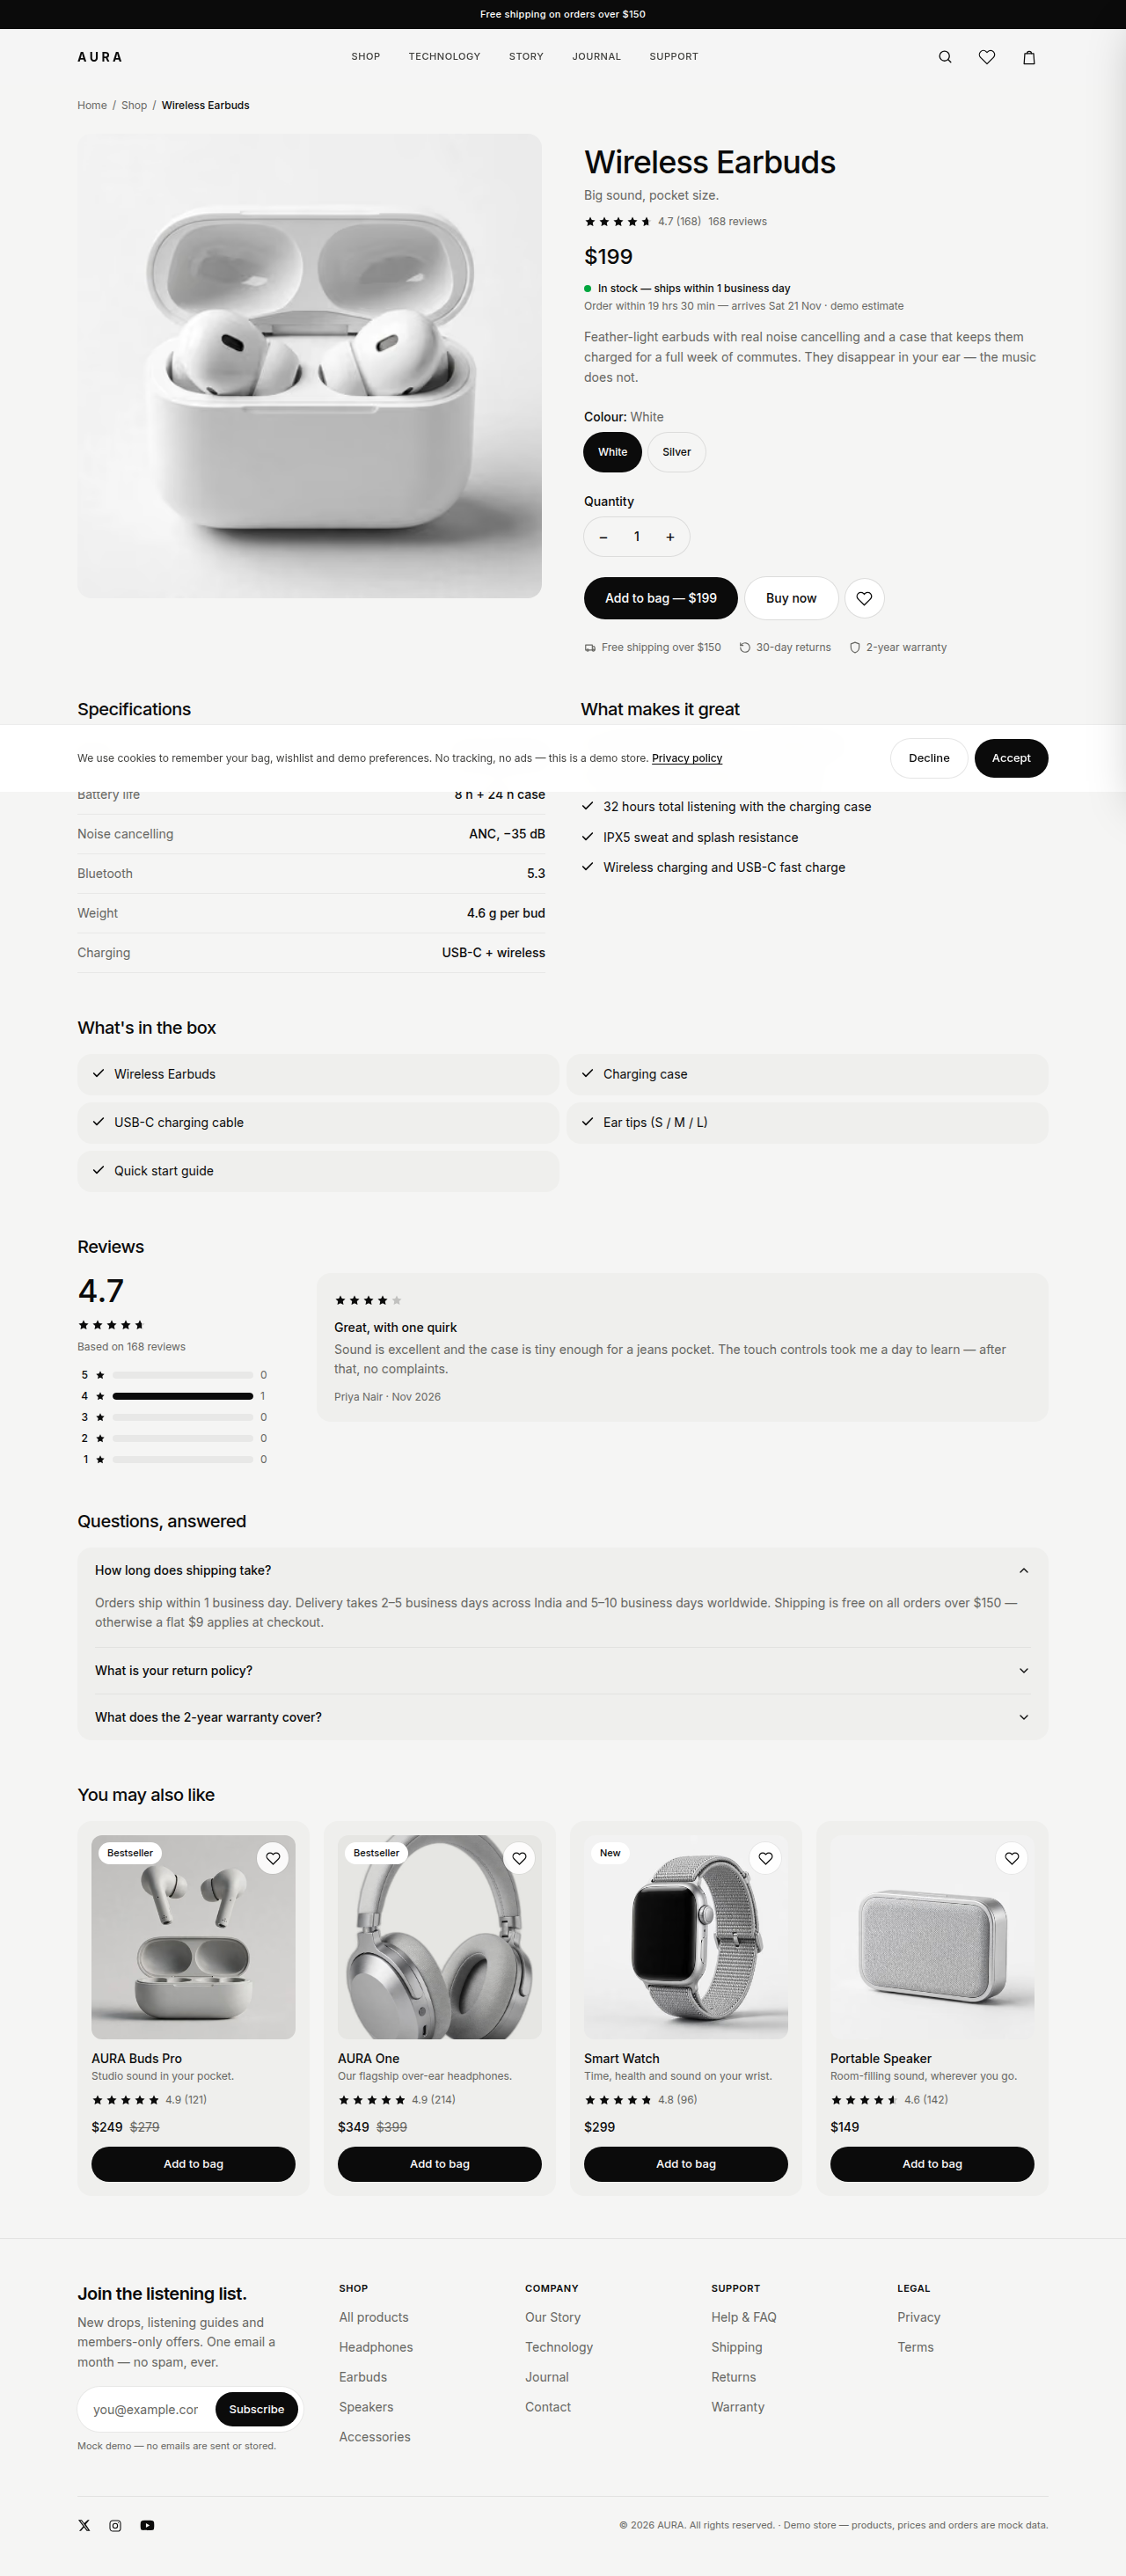 Free shipping on orders over $150
AURA
SHOP TECHNOLOGY STORY JOURNAL SUPPORT
Home / Shop / Wireless Earbuds
Wireless Earbuds
Big sound, pocket size.
4.7 (168) 168 reviews
$199
In stock — ships within 1 business day
Order within 19 hrs 30 min — arrives Sat 21 Nov · demo estimate
Feather-light earbuds with real noise cancelling and a case that keeps them
charged for a full week of commutes. They disappear in your ear — the music
does not.
Colour: White
White Silver
Quantity
− 1 +
Add to bag — $199 Buy now
Free shipping over $150 30-day returns 2-year warranty
Specifications
What makes it great
We use cookies to remember your bag, wishlist and demo preferences. No tracking, no ads — this is a demo store. Privacy policy
Decline Accept
Battery life 8 h + 24 h case
Noise cancelling ANC, −35 dB
Bluetooth 5.3
Weight 4.6 g per bud
Charging USB-C + wireless
32 hours total listening with the charging case
IPX5 sweat and splash resistance
Wireless charging and USB-C fast charge
What's in the box
Wireless Earbuds
Charging case
USB-C charging cable
Ear tips (S / M / L)
Quick start guide
Reviews
4.7
Based on 168 reviews
5 0
4 1
3 0
2 0
1 0
Great, with one quirk
Sound is excellent and the case is tiny enough for a jeans pocket. The touch controls took me a day to learn — after
that, no complaints.
Priya Nair · Nov 2026
Questions, answered
How long does shipping take?
Orders ship within 1 business day. Delivery takes 2–5 business days across India and 5–10 business days worldwide. Shipping is free on all orders over $150 —
otherwise a flat $9 applies at checkout.
What is your return policy?
What does the 2-year warranty cover?
You may also like
Bestseller
AURA Buds Pro
Studio sound in your pocket.
4.9 (121)
$249 $279
Add to bag
Bestseller
AURA One
Our flagship over-ear headphones.
4.9 (214)
$349 $399
Add to bag
New
Smart Watch
Time, health and sound on your wrist.
4.8 (96)
$299
Add to bag
Portable Speaker
Room-filling sound, wherever you go.
4.6 (142)
$149
Add to bag
Join the listening list.
New drops, listening guides and
members-only offers. One email a
month — no spam, ever.
you@example.cor Subscribe
Mock demo — no emails are sent or stored.
SHOP
All products
Headphones
Earbuds
Speakers
Accessories
COMPANY
Our Story
Technology
Journal
Contact
SUPPORT
Help & FAQ
Shipping
Returns
Warranty
LEGAL
Privacy
Terms
© 2026 AURA. All rights reserved. · Demo store — products, prices and orders are mock data.